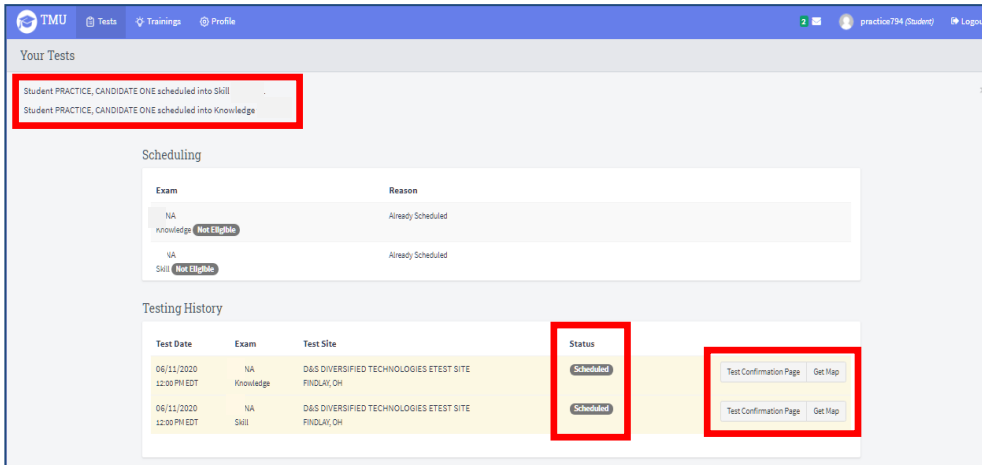 TMU Tests Trainings Profile 2 practice794 (Student) Logou
Your Tests
Student PRACTICE, CANDIDATE ONE scheduled into Skill
Student PRACTICE, CANDIDATE ONE scheduled into Knowledge
Scheduling
Exam Reason
NA Already Scheduled
Knowledge Not Eligible
NA Already Scheduled
Skill Not Eligible
Testing History
Test Date Exam Test Site Status
06/11/2020 NA D&S DIVERSIFIED TECHNOLOGIES ETEST SITE Scheduled Test Confirmation Page Get Map
12:00 PM EDT Knowledge FINDLAY, OH
06/11/2020 NA D&S DIVERSIFIED TECHNOLOGIES ETEST SITE Scheduled Test Confirmation Page Get Map
12:00 PM EDT Skill FINDLAY, OH